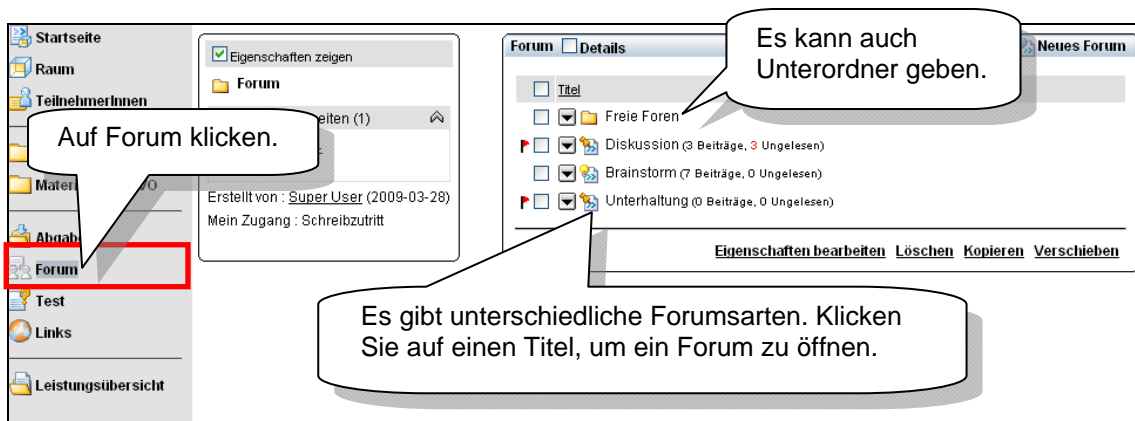 Startseite
Raum
TeilnehmerInnen
Materi
Abgab
Forum
Test
Links
Leistungsübersicht
Auf Forum klicken.
Eigenschaften zeigen
Forum
eiten (1)
Erstellt von : Super User (2009-03-28)
Mein Zugang : Schreibzutritt
Forum Details
Neues Forum
Titel
Freie Foren
Diskussion (3 Beiträge, 3 Ungelesen)
Brainstorm (7 Beiträge, 0 Ungelesen)
Unterhaltung (0 Beiträge, 0 Ungelesen)
Eigenschaften bearbeiten Löschen Kopieren Verschieben
Es kann auch
Unterordner geben.
Es gibt unterschiedliche Forumsarten. Klicken
Sie auf einen Titel, um ein Forum zu öffnen.